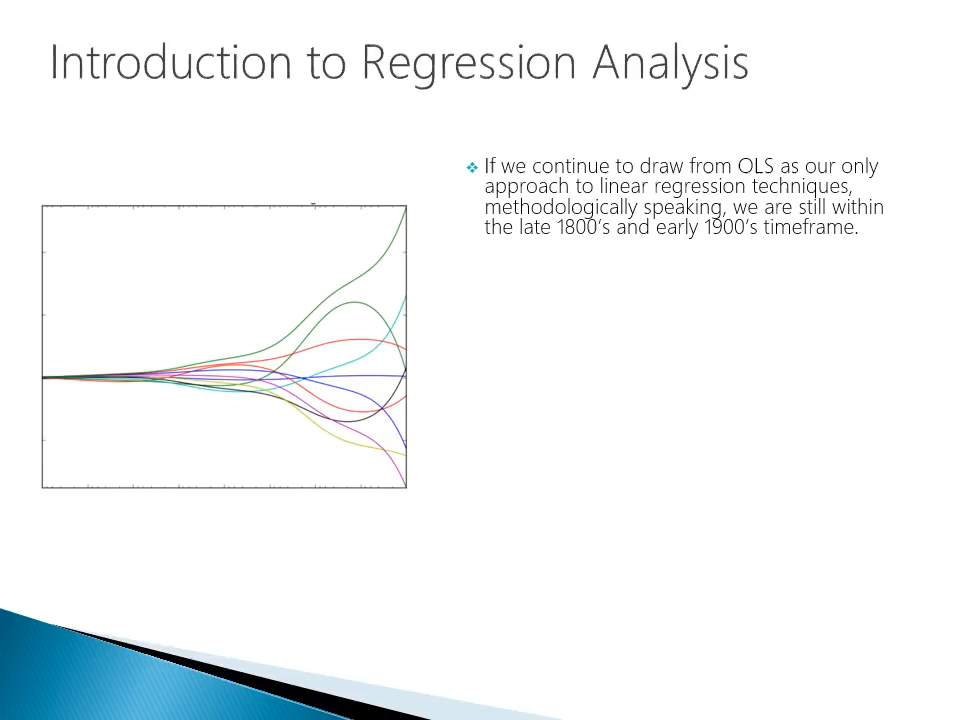 Introduction to Regression Analysis
If we continue to draw from OLS as our only
approach to linear regression techniques,
methodologically speaking, we are still within
the late 1800's and early 1900's timeframe.